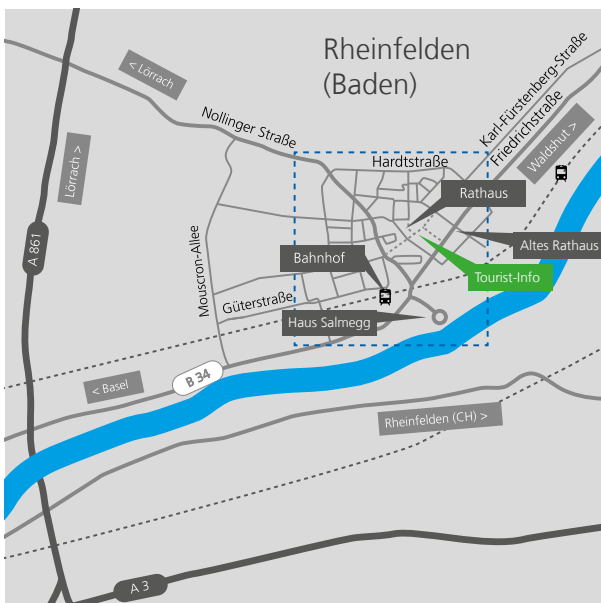 Rheinfelden
(Baden)
< Lörrach
Nollinger Straße
Karl-Fürstenberg-Straße
Friedrichstraße
Waldshut >
Hardtstraße
Lörrach >
Rathaus
A 861
Mouscron-Allee
Altes Rathaus
Bahnhof
Tourist-Info
Güterstraße
Haus Salmegg
B 34
< Basel
Rheinfelden (CH) >
A 3